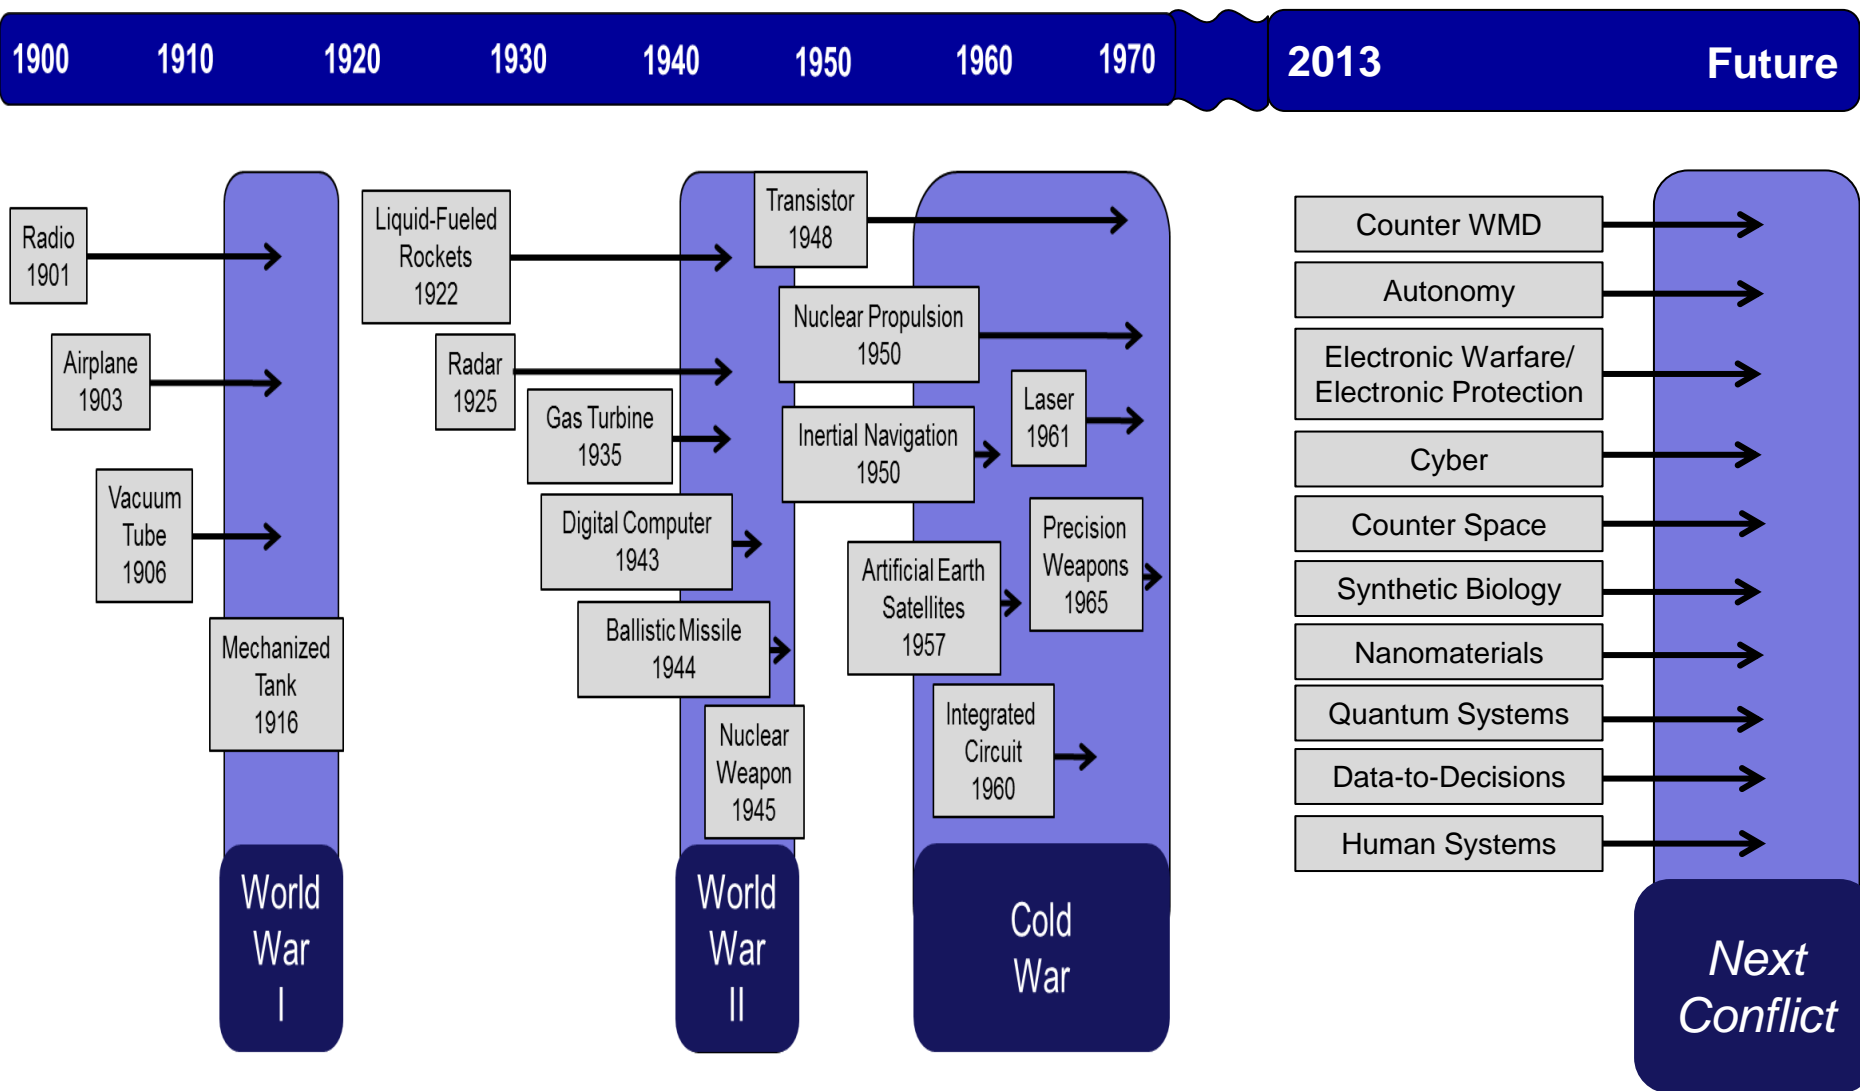 1900 1910 1920 1930 1940 1950 1960 1970 2013 Future
Radio
1901
Airplane
1903
Vacuum
Tube
1906
Mechanized
Tank
1916
World
War
I
Liquid-Fueled
Rockets
1922
Radar
1925
Gas Turbine
1935
Digital Computer
1943
Ballistic Missile
1944
Nuclear
Weapon
1945
World
War
II
Transistor
1948
Nuclear Propulsion
1950
Inertial Navigation
1950
Laser
1961
Precision
Weapons
1965
Artificial Earth
Satellites
1957
Integrated
Circuit
1960
Cold
War
Counter WMD
Autonomy
Electronic Warfare/
Electronic Protection
Cyber
Counter Space
Synthetic Biology
Nanomaterials
Quantum Systems
Data-to-Decisions
Human Systems
Next
Conflict